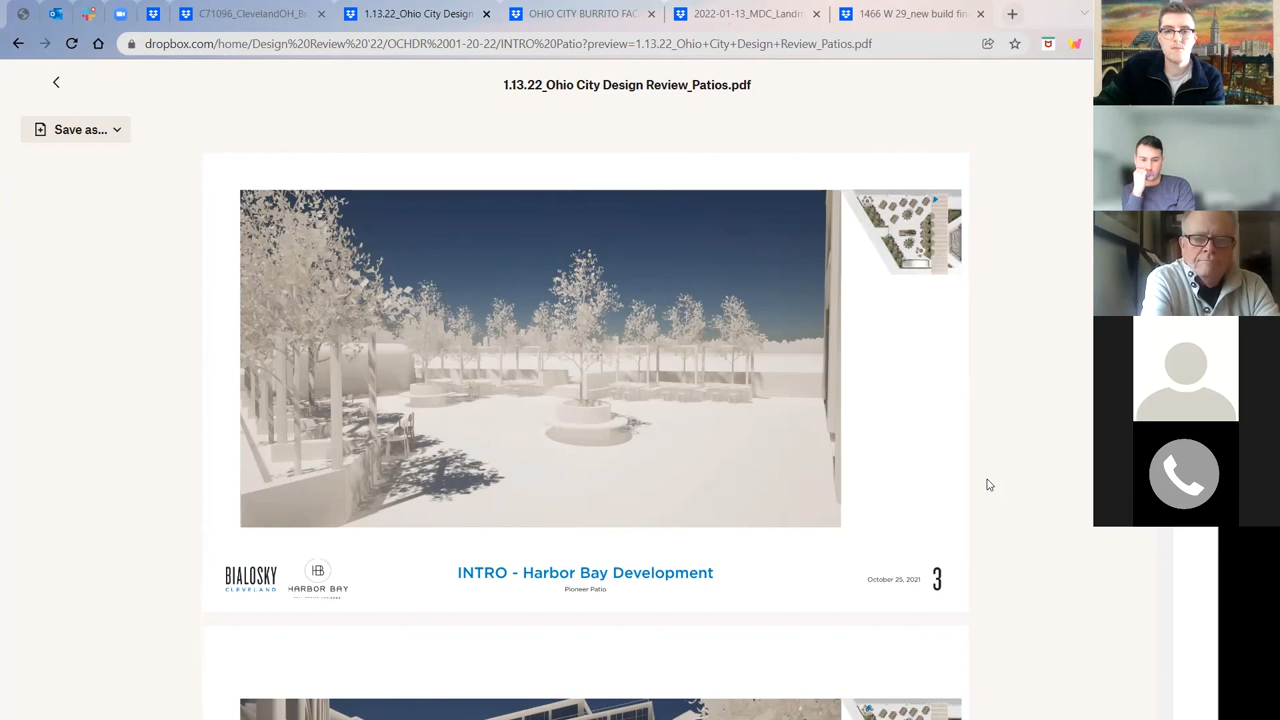 C71096_ClevelandOH_B
1.13.22_Ohio City Design
OHIO CITY BURRITO FAC
2022-01-13_MDC_Landm
1466 W 29_new build fin
dropbox.com/home/Design%20Review%20'22/OCHDR%2001-20-22/INTRO%20Patio?preview=1.13.22_Ohio+City+Design+Review_Patios.pdf
1.13.22_Ohio City Design Review_Patios.pdf
Save as...
BIALOSKY
CLEVELAND
HB
HARBOR BAY
INTRO - Harbor Bay Development
Pioneer Patio
October 25, 2021
3